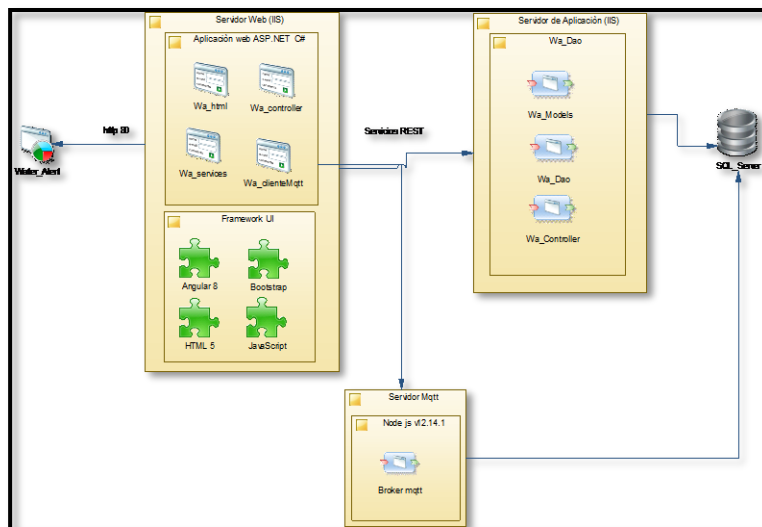 Servidor Web (IIS)
Aplicación web ASP.NET C#
Wa_html
Wa_controller
Wa_services
Wa_clienteMqtt
Framework UI
Angular 8
Bootstrap
HTML 5
JavaScript
http 80
Water_Alert
Servicios REST
Servidor de Aplicación (IIS)
Wa_Dao
Wa_Models
Wa_Dao
Wa_Controller
SQL_Server
Servidor Mqtt
Node js v12.14.1
Broker mqtt